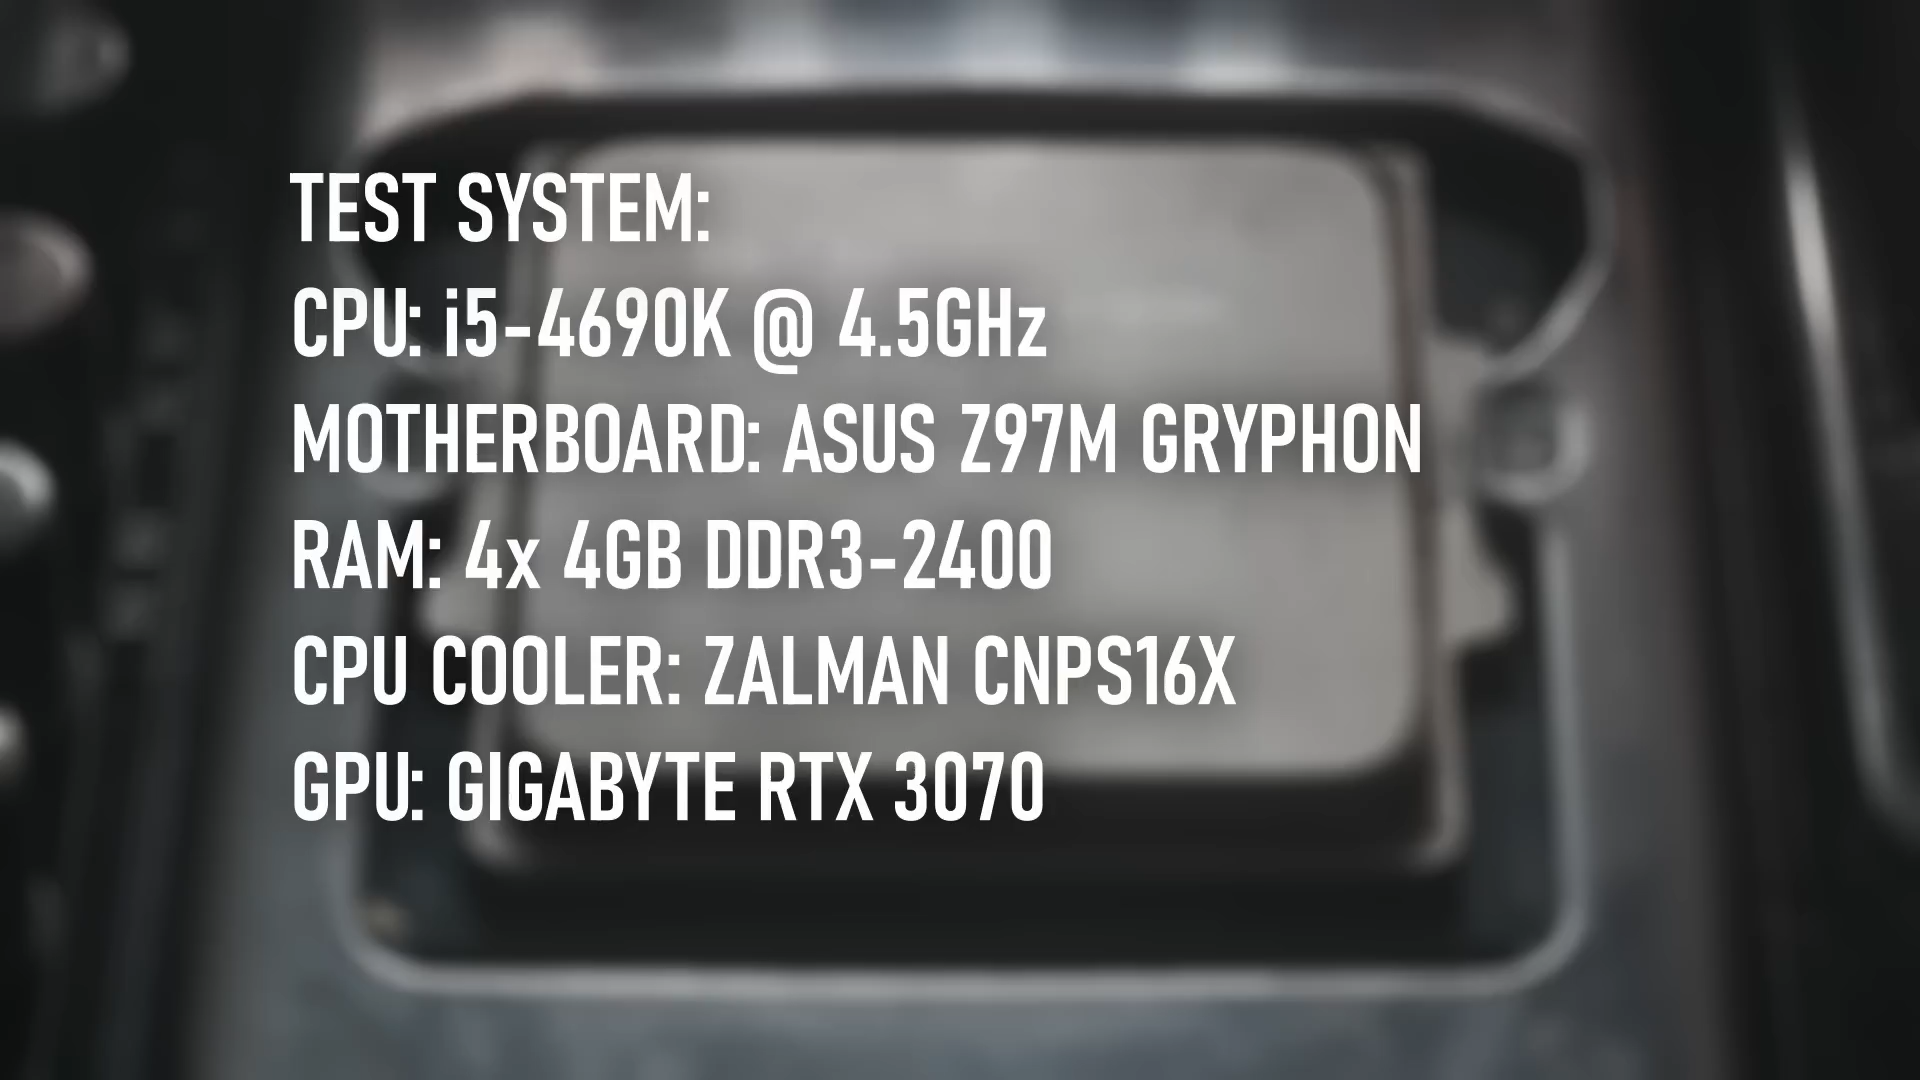 TEST SYSTEM:
CPU: i5-4690K @ 4.5GHz
MOTHERBOARD: ASUS Z97M GRYPHON
RAM: 4x 4GB DDR3-2400
CPU COOLER: ZALMAN CNPS16X
GPU: GIGABYTE RTX 3070